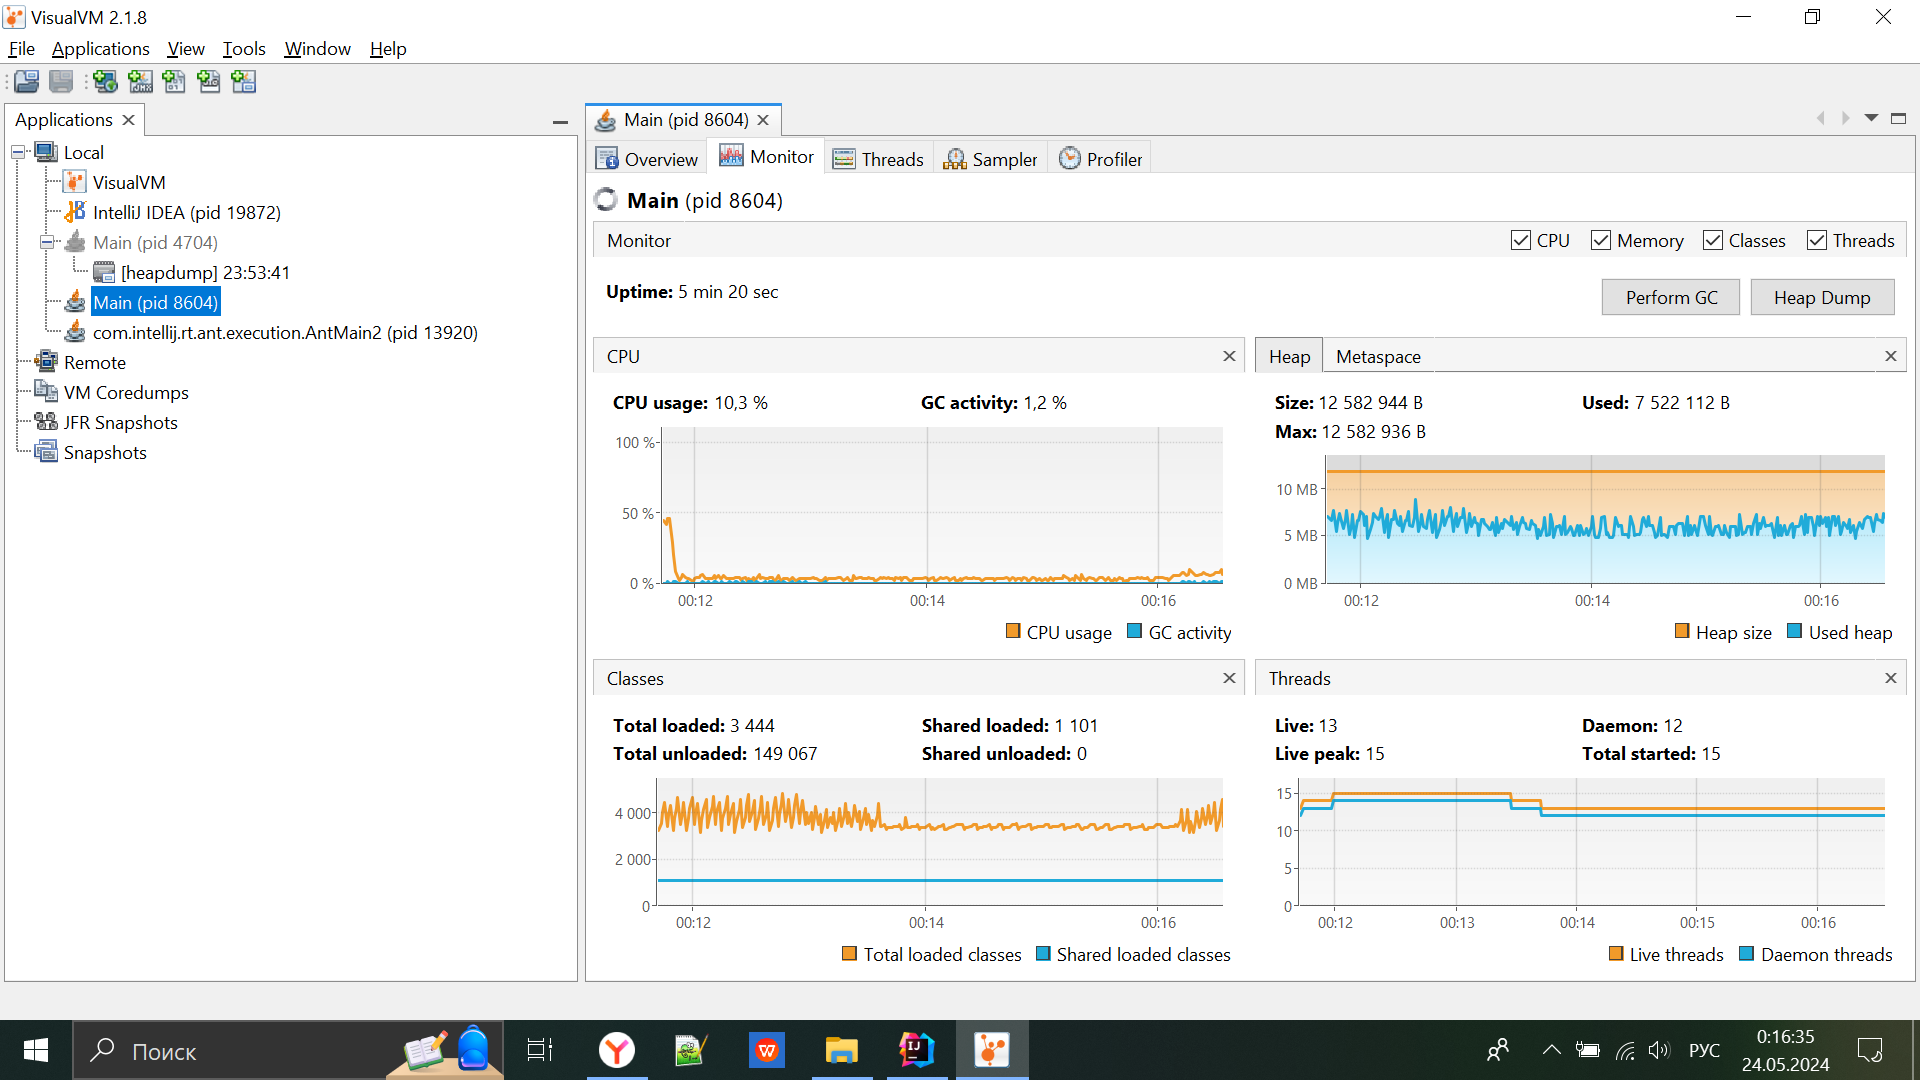 VisualVM 2.1.8
File Applications View Tools Window Help
Applications
Local
VisualVM
IntelliJ IDEA (pid 19872)
Main (pid 4704)
[heapdump] 23:53:41
Main (pid 8604)
com.intellij.rt.ant.execution.AntMain2 (pid 13920)
Remote
VM Coredumps
JFR Snapshots
Snapshots
Main (pid 8604)
Overview Monitor Threads Sampler Profiler
Main (pid 8604)
Monitor CPU Memory Classes Threads
Uptime: 5 min 20 sec
Perform GC Heap Dump
CPU
CPU usage: 10,3 % GC activity: 1,2 %
100 %
50 %
0 %
00:12 00:14 00:16
CPU usage GC activity
Heap Metaspace
Size: 12 582 944 B Used: 7 522 112 B
Max: 12 582 936 B
10 MB
5 MB
0 MB
00:12 00:14 00:16
Heap size Used heap
Classes
Total loaded: 3 444 Shared loaded: 1 101
Total unloaded: 149 067 Shared unloaded: 0
4 000
2 000
0
00:12 00:14 00:16
Total loaded classes Shared loaded classes
Threads
Live: 13 Daemon: 12
Live peak: 15 Total started: 15
15
10
5
0
00:12 00:13 00:14 00:15 00:16
Live threads Daemon threads
Поиск
РУС
0:16:35
24.05.2024